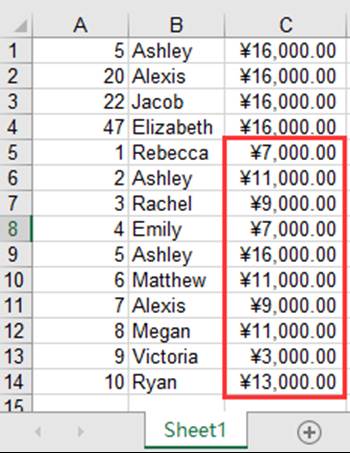 A B C
1 5 Ashley ¥16,000.00
2 20 Alexis ¥16,000.00
3 22 Jacob ¥16,000.00
4 47 Elizabeth ¥16,000.00
5 1 Rebecca ¥7,000.00
6 2 Ashley ¥11,000.00
7 3 Rachel ¥9,000.00
8 4 Emily ¥7,000.00
9 5 Ashley ¥16,000.00
10 6 Matthew ¥11,000.00
11 7 Alexis ¥9,000.00
12 8 Megan ¥11,000.00
13 9 Victoria ¥3,000.00
14 10 Ryan ¥13,000.00
15
Sheet1